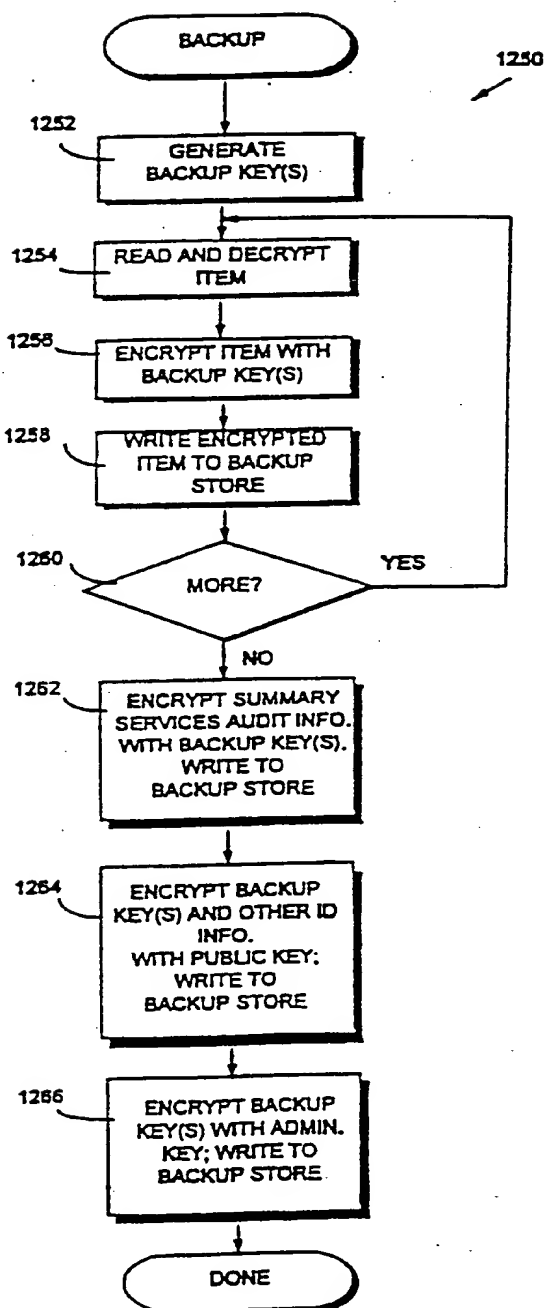 BACKUP
1250
1252
GENERATE
BACKUP KEY(S)
1254
READ AND DECRYPT
ITEM
1256
ENCRYPT ITEM WITH
BACKUP KEY(S)
1258
WRITE ENCRYPTED
ITEM TO BACKUP
STORE
1260
MORE?
YES
NO
1262
ENCRYPT SUMMARY
SERVICES AUDIT INFO.
WITH BACKUP KEY(S).
WRITE TO
BACKUP STORE
1264
ENCRYPT BACKUP
KEY(S) AND OTHER ID
INFO.
WITH PUBLIC KEY;
WRITE TO
BACKUP STORE
1266
ENCRYPT BACKUP
KEY(S) WITH ADMIN.
KEY; WRITE TO
BACKUP STORE
DONE